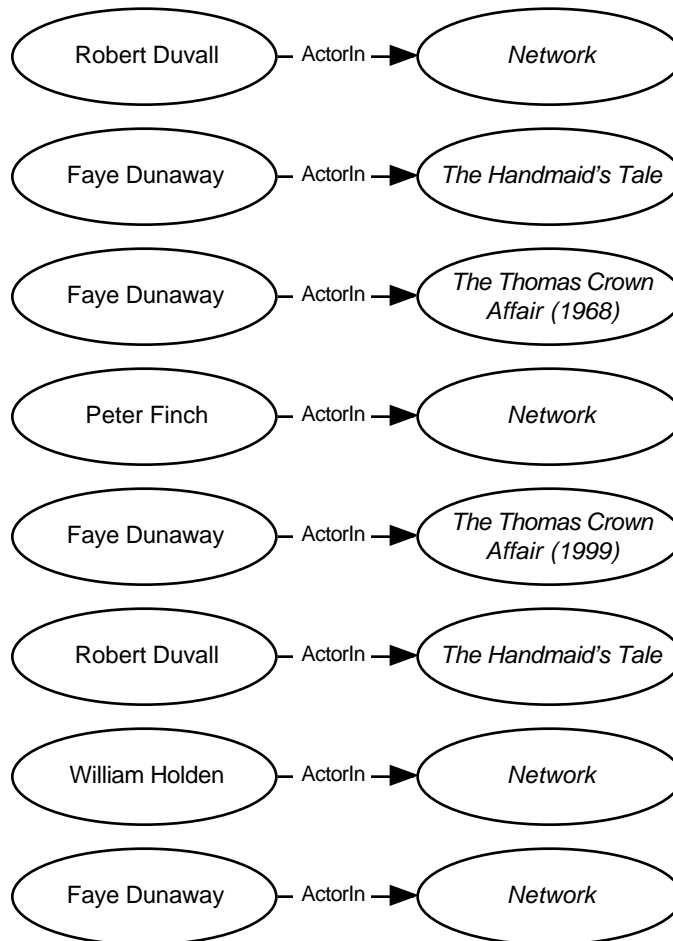 Robert Duvall ActorIn Network
Faye Dunaway ActorIn The Handmaid's Tale
Faye Dunaway ActorIn The Thomas Crown
Affair (1968)
Peter Finch ActorIn Network
Faye Dunaway ActorIn The Thomas Crown
Affair (1999)
Robert Duvall ActorIn The Handmaid's Tale
William Holden ActorIn Network
Faye Dunaway ActorIn Network